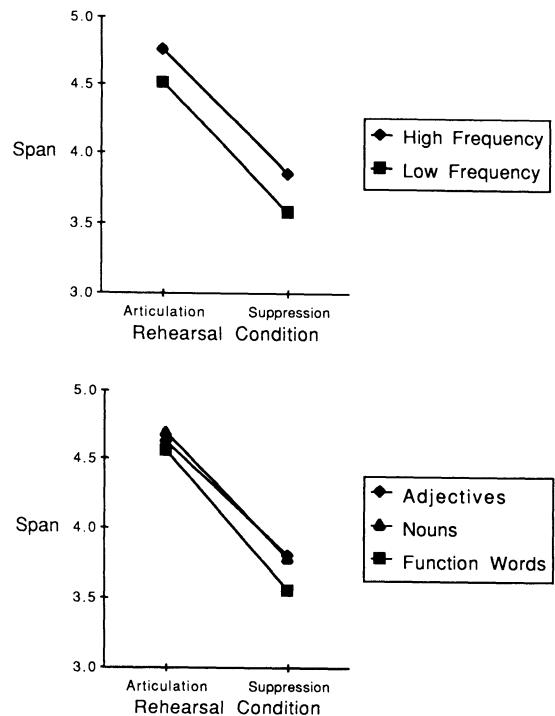 5.0
4.5
Span 4.0
3.5
3.0
Articulation Suppression
Rehearsal Condition
High Frequency
Low Frequency
5.0
4.5
Span 4.0
3.5
3.0
Articulation Suppression
Rehearsal Condition
Adjectives
Nouns
Function Words